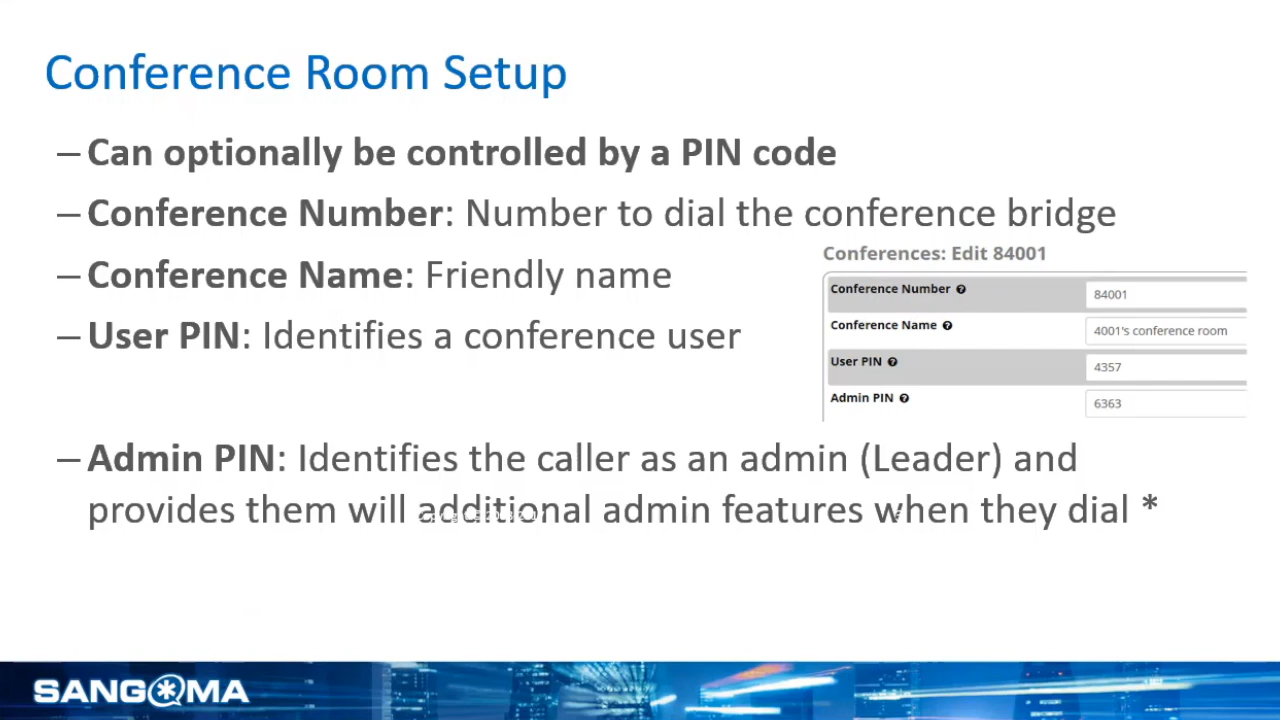 Conference Room Setup
– Can optionally be controlled by a PIN code
– Conference Number: Number to dial the conference bridge
– Conference Name: Friendly name
– User PIN: Identifies a conference user
Conferences: Edit 84001
Conference Number
84001
Conference Name
4001's conference room
User PIN
4357
Admin PIN
6363
– Admin PIN: Identifies the caller as an admin (Leader) and
provides them will additional admin features when they dial *
SANGOMA